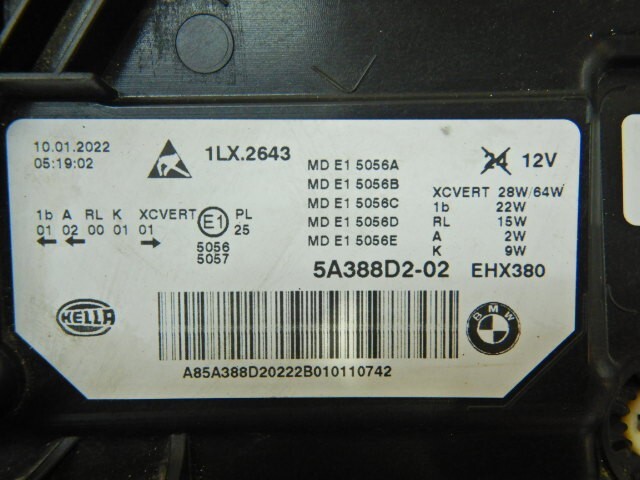 10.01.2022
05:19:02
1LX.2643
MD E1 5056A
MD E1 5056B
MD E1 5056C
MD E1 5056D
MD E1 5056E
24 12V
XCVERT 28W/64W
1b 22W
RL 15W
A 2W
K 9W
1b A RL K XCVERT
01 02 00 01 01
E1
PL
25
5056
5057
5A388D2-02 EHX380
HELLA
BMW
A85A388D20222B010110742